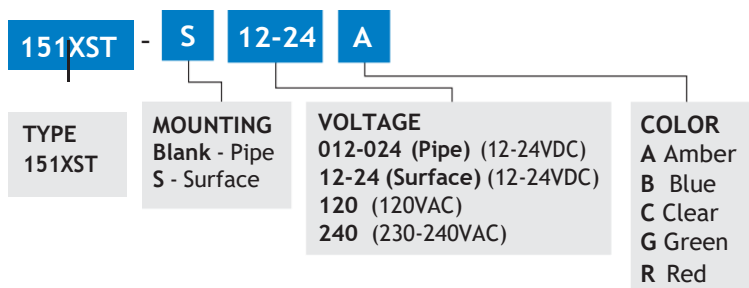 151XST - S 12-24 A
TYPE
151XST
MOUNTING
Blank - Pipe
S - Surface
VOLTAGE
012-024 (Pipe) (12-24VDC)
12-24 (Surface) (12-24VDC)
120 (120VAC)
240 (230-240VAC)
COLOR
A Amber
B Blue
C Clear
G Green
R Red